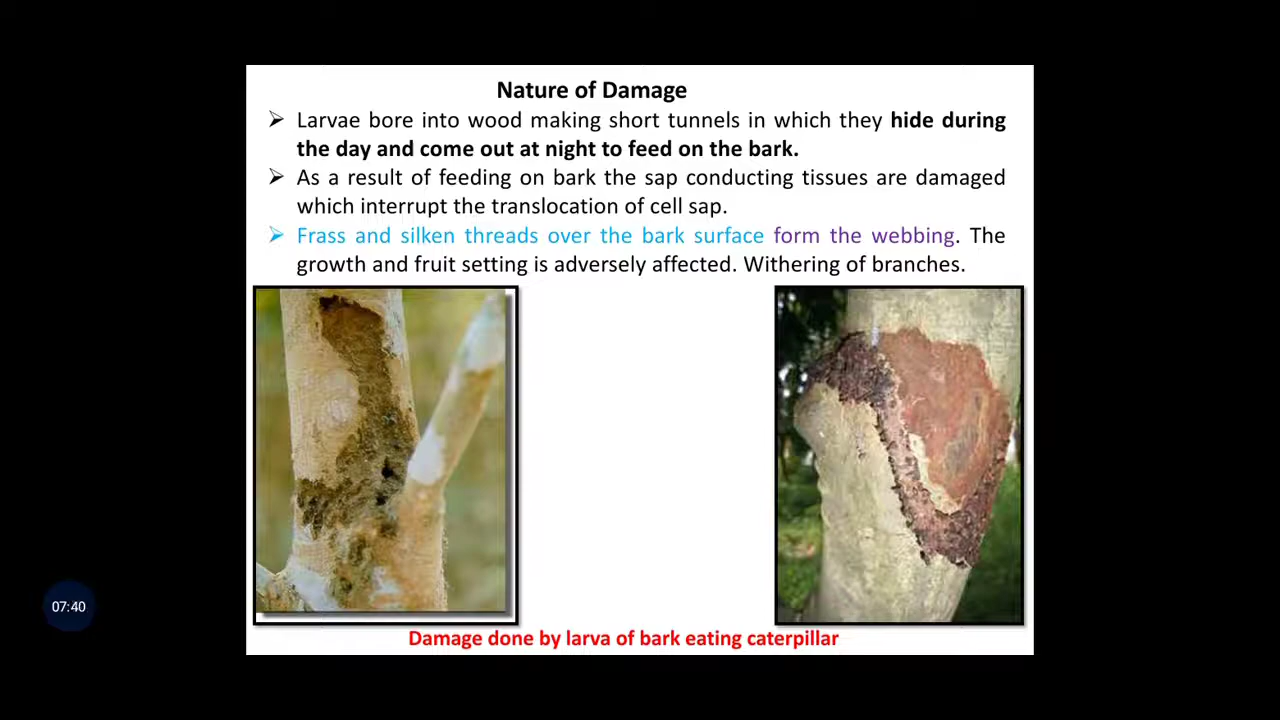 Nature of Damage
➢ Larvae bore into wood making short tunnels in which they hide during
the day and come out at night to feed on the bark.
➢ As a result of feeding on bark the sap conducting tissues are damaged
which interrupt the translocation of cell sap.
➢ Frass and silken threads over the bark surface form the webbing. The
growth and fruit setting is adversely affected. Withering of branches.
07:40
Damage done by larva of bark eating caterpillar